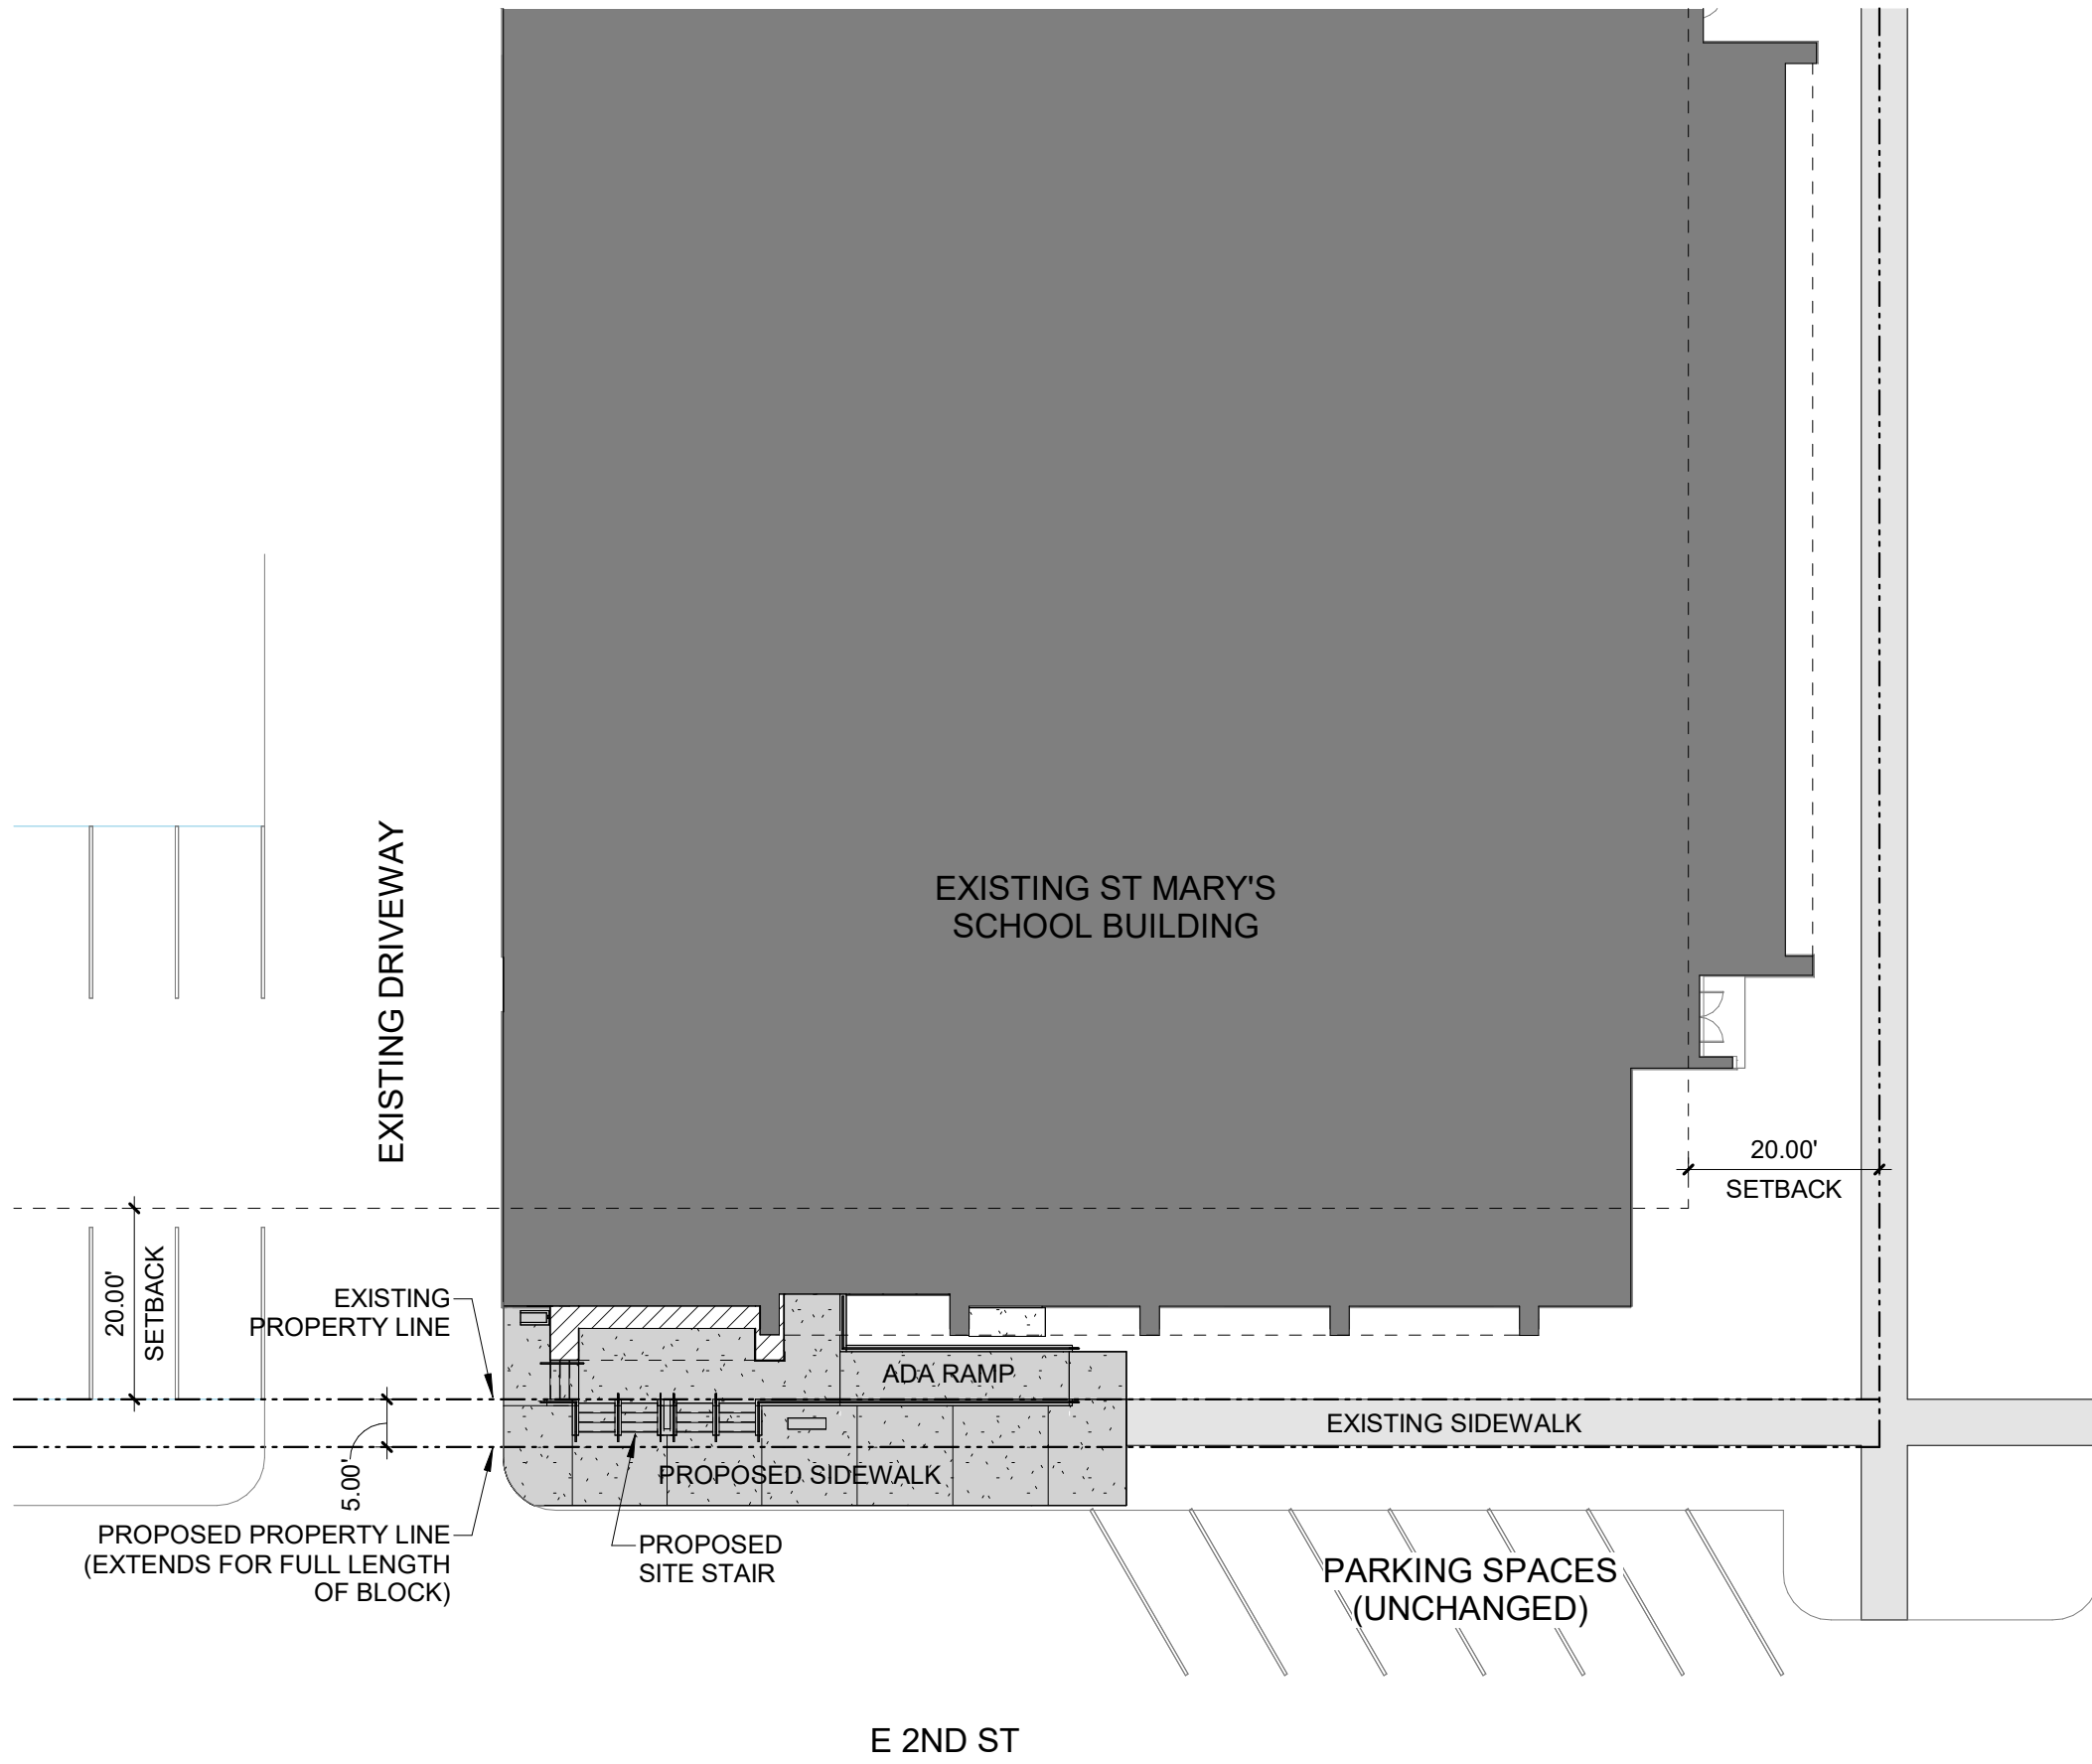 EXISTING ST MARY'S
SCHOOL BUILDING
EXISTING DRIVEWAY
20.00'
SETBACK
20.00'
SETBACK
EXISTING
PROPERTY LINE
ADA RAMP
EXISTING SIDEWALK
5.00'
PROPOSED SIDEWALK
PROPOSED PROPERTY LINE
(EXTENDS FOR FULL LENGTH
OF BLOCK)
PROPOSED
SITE STAIR
PARKING SPACES
(UNCHANGED)
E 2ND ST